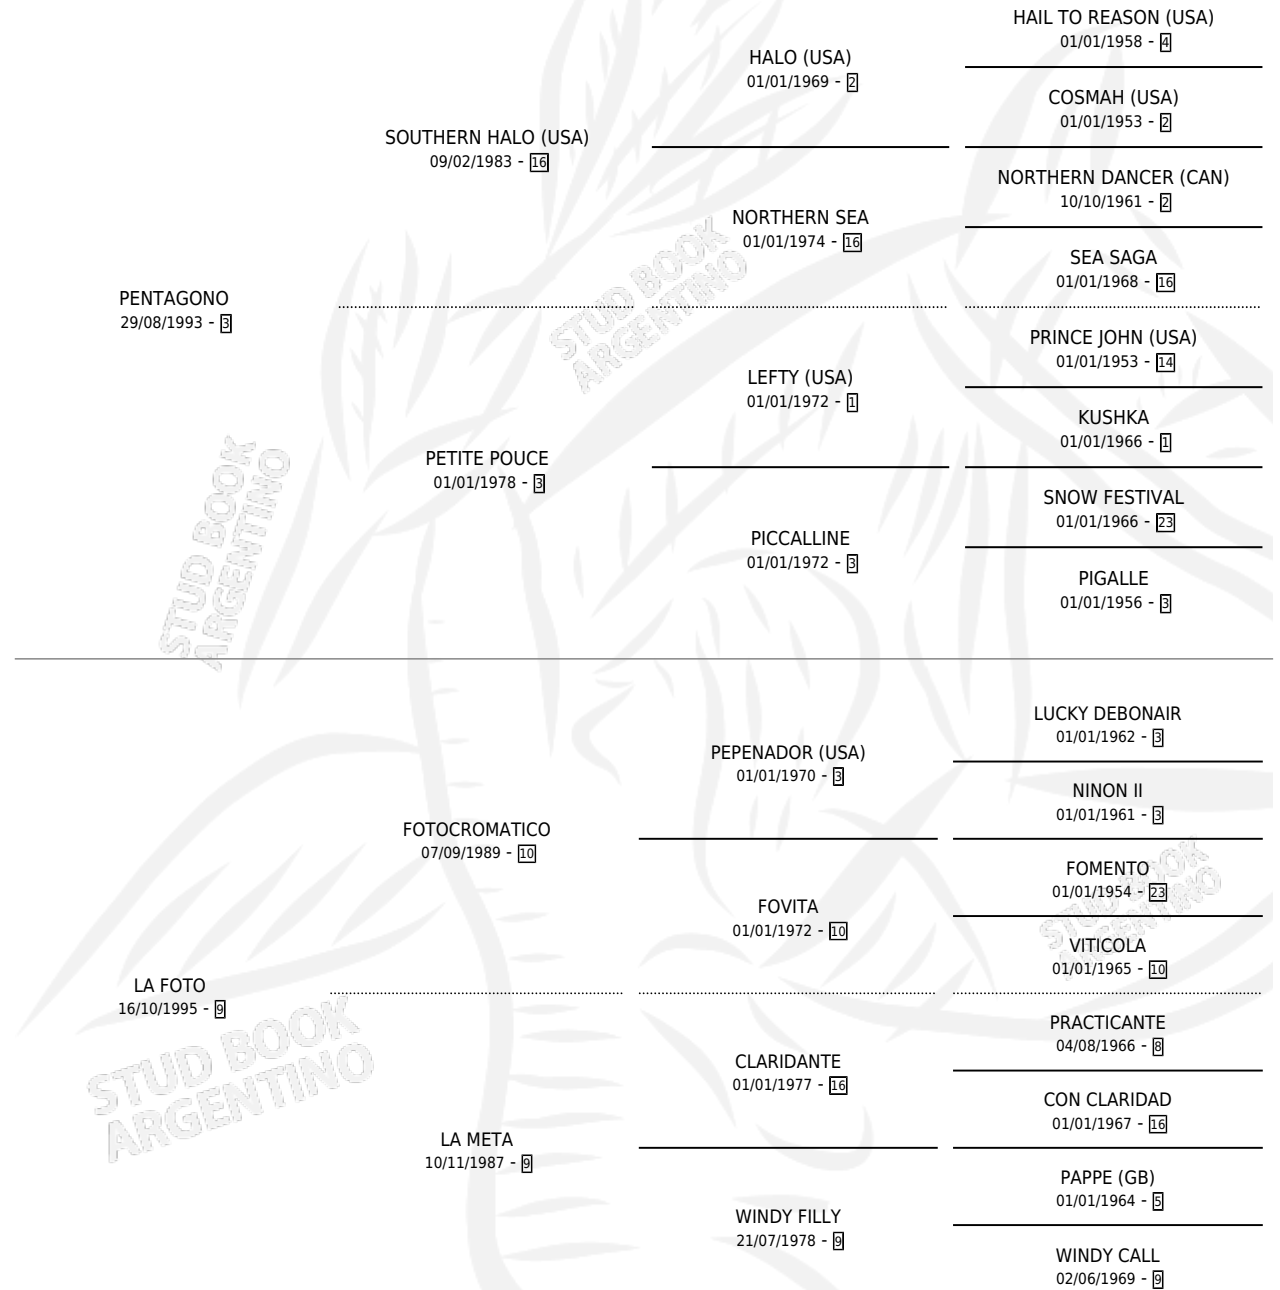 HAIL TO REASON (USA)
01/01/1958 - 4
HALO (USA)
01/01/1969 - 2
COSMAH (USA)
01/01/1953 - 2
SOUTHERN HALO (USA)
09/02/1983 - 16
NORTHERN DANCER (CAN)
10/10/1961 - 2
NORTHERN SEA
01/01/1974 - 16
SEA SAGA
01/01/1968 - 16
PENTAGONO
29/08/1993 - 3
PRINCE JOHN (USA)
01/01/1953 - 14
LEFTY (USA)
01/01/1972 - 1
KUSHKA
01/01/1966 - 1
PETITE POUCE
01/01/1978 - 3
SNOW FESTIVAL
01/01/1966 - 23
PICCALLINE
01/01/1972 - 3
PIGALLE
01/01/1956 - 3
STUD BOOK
ARGENTINO
STUD BOOK
ARGENTINO
LUCKY DEBONAIR
01/01/1962 - 3
PEPENADOR (USA)
01/01/1970 - 3
NINON II
01/01/1961 - 3
FOTOCROMATICO
07/09/1989 - 10
FOMENTO
01/01/1954 - 23
FOVITA
01/01/1972 - 10
VITICOLA
01/01/1965 - 10
LA FOTO
16/10/1995 - 9
PRACTICANTE
04/08/1966 - 8
CLARIDANTE
01/01/1977 - 16
CON CLARIDAD
01/01/1967 - 16
LA META
10/11/1987 - 9
PAPPE (GB)
01/01/1964 - 5
WINDY FILLY
21/07/1978 - 9
WINDY CALL
02/06/1969 - 9
STUD BOOK
ARGENTINO
STUD BOOK
ARGENTINO